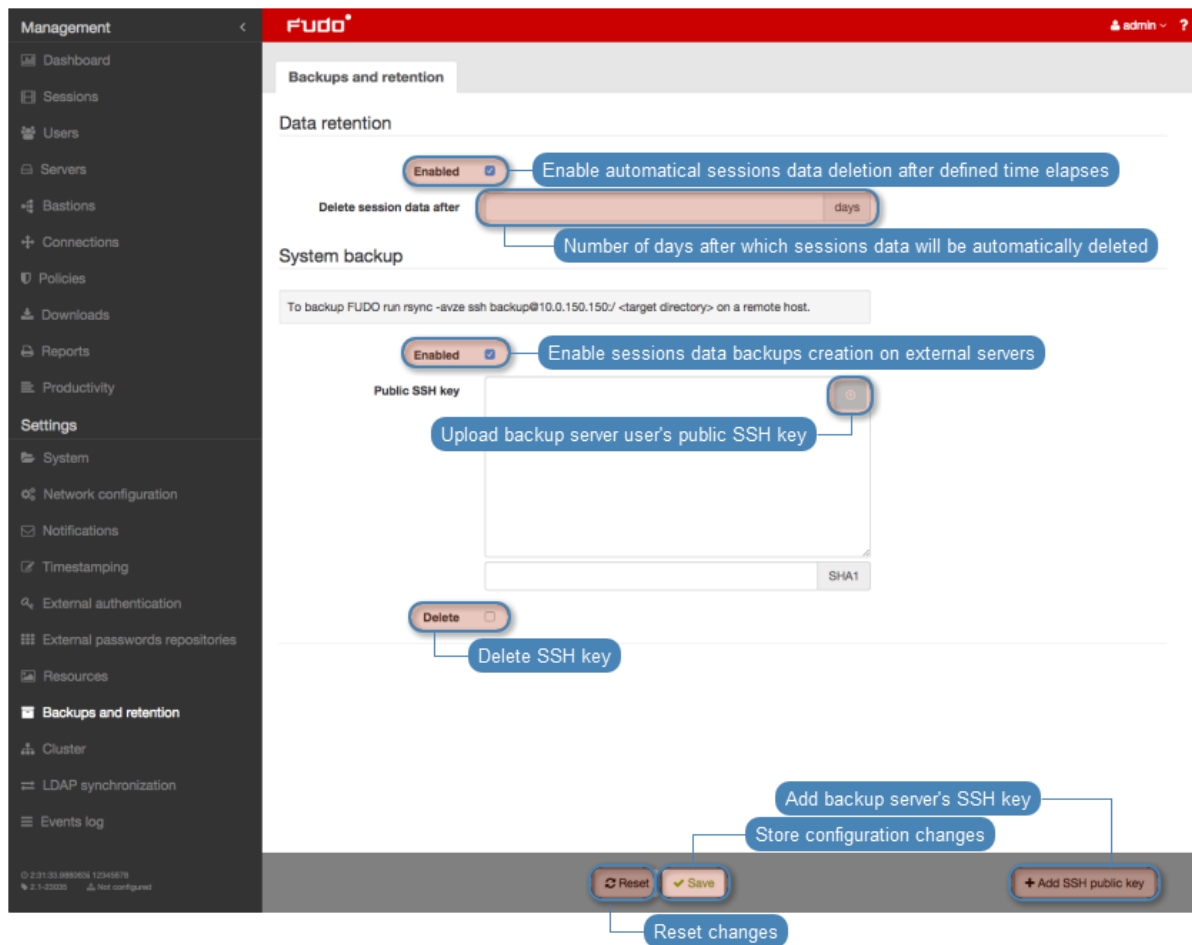 Management
FUDO
admin
?
Dashboard
Sessions
Users
Servers
Bastions
Connections
Policies
Downloads
Reports
Productivity
Settings
System
Network configuration
Notifications
Timestamping
External authentication
External passwords repositories
Resources
Backups and retention
Cluster
LDAP synchronization
Events log
2.1-23035 Not configured
Backups and retention
Data retention
Enabled
Enable automatical sessions data deletion after defined time elapses
Delete session data after
days
Number of days after which sessions data will be automatically deleted
System backup
To backup FUDO run rsync -avze ssh backup@10.0.150.150:/ <target directory> on a remote host.
Enabled
Enable sessions data backups creation on external servers
Public SSH key
Upload backup server user's public SSH key
SHA1
Delete
Delete SSH key
Add backup server's SSH key
Store configuration changes
Reset
Save
+ Add SSH public key
Reset changes